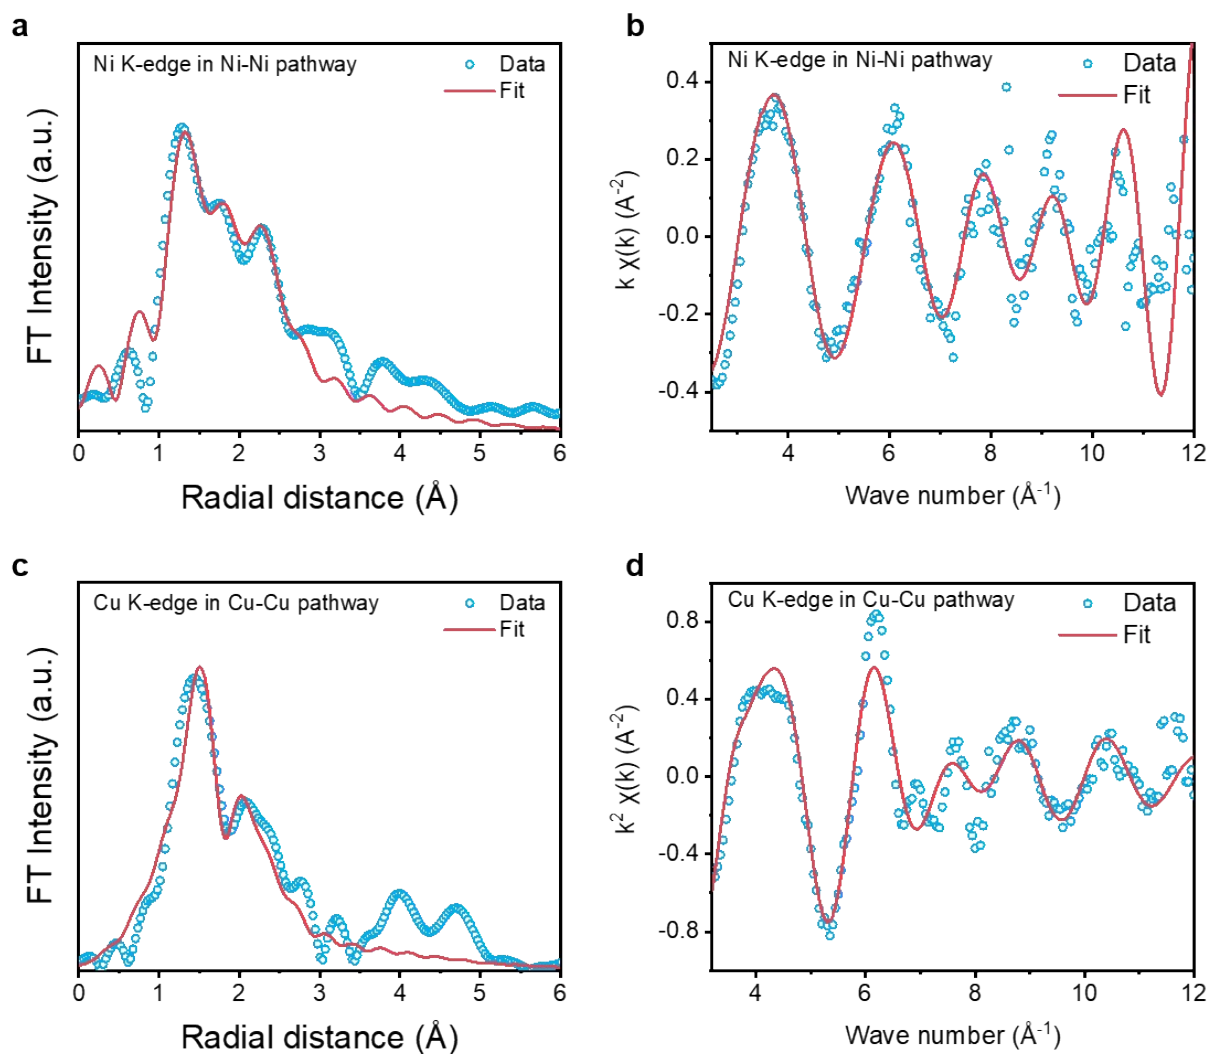 a
Ni K-edge in Ni-Ni pathway
Data
Fit
FT Intensity (a.u.)
0 1 2 3 4 5 6
Radial distance (Å)
b
Ni K-edge in Ni-Ni pathway
Data
Fit
k χ(k) (A⁻²)
0.4
0.2
0.0
-0.2
-0.4
4 6 8 10 12
Wave number (Å⁻¹)
c
Cu K-edge in Cu-Cu pathway
Data
Fit
FT Intensity (a.u.)
0 1 2 3 4 5 6
Radial distance (Å)
d
Cu K-edge in Cu-Cu pathway
Data
Fit
k² χ(k) (A⁻²)
0.8
0.4
0.0
-0.4
-0.8
4 6 8 10 12
Wave number (Å⁻¹)